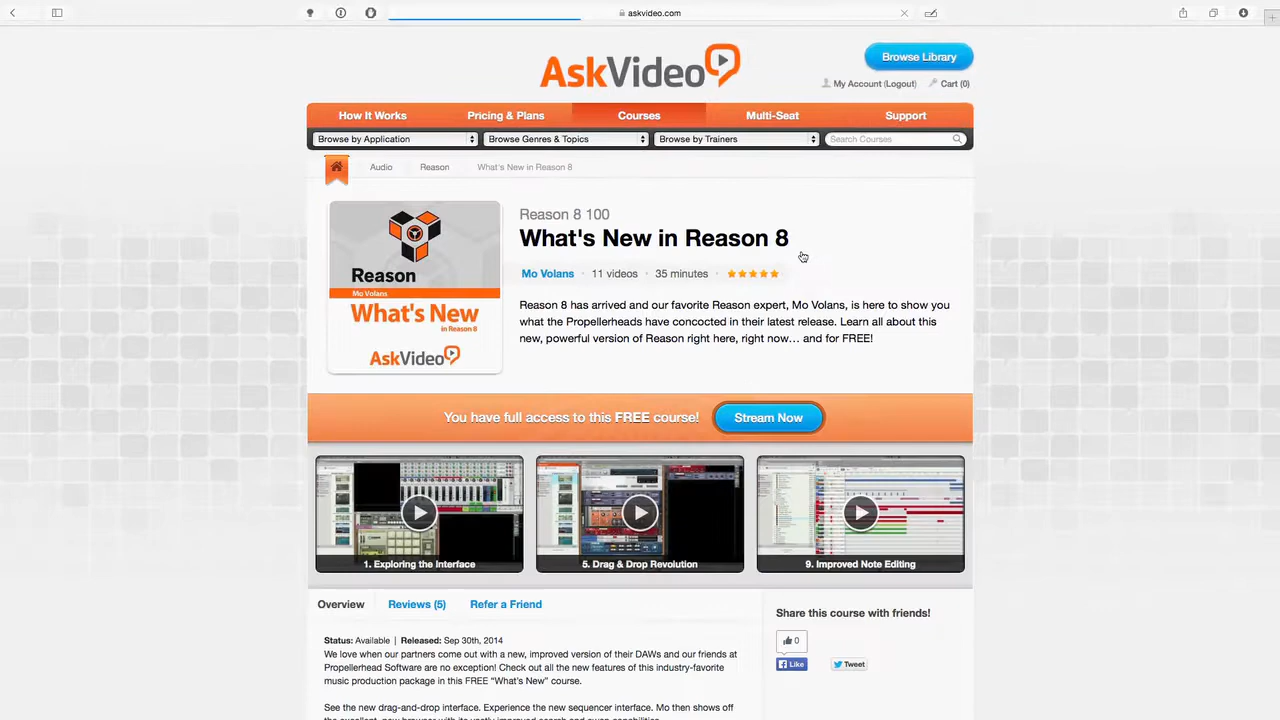 askvideo.com
AskVideo
Browse Library
My Account (Logout)
Cart (0)
How It Works
Pricing & Plans
Courses
Multi-Seat
Support
Browse by Application
Browse Genres & Topics
Browse by Trainers
Search Courses
Audio
Reason
What's New in Reason 8
Reason
Mo Volans
What's New
in Reason 8
AskVideo
Reason 8 100
What's New in Reason 8
Mo Volans · 11 videos · 35 minutes ·
Reason 8 has arrived and our favorite Reason expert, Mo Volans, is here to show you
what the Propellerheads have concocted in their latest release. Learn all about this
new, powerful version of Reason right here, right now… and for FREE!
You have full access to this FREE course!
Stream Now
1. Exploring the Interface
5. Drag & Drop Revolution
9. Improved Note Editing
Overview
Reviews (5)
Refer a Friend
Status: Available | Released: Sep 30th, 2014
We love when our partners come out with a new, improved version of their DAWs and our friends at
Propellerhead Software are no exception! Check out all the new features of this industry-favorite
music production package in this FREE “What's New” course.
See the new drag-and-drop interface. Experience the new sequencer interface. Mo then shows off
Share this course with friends!
0
Like
Tweet